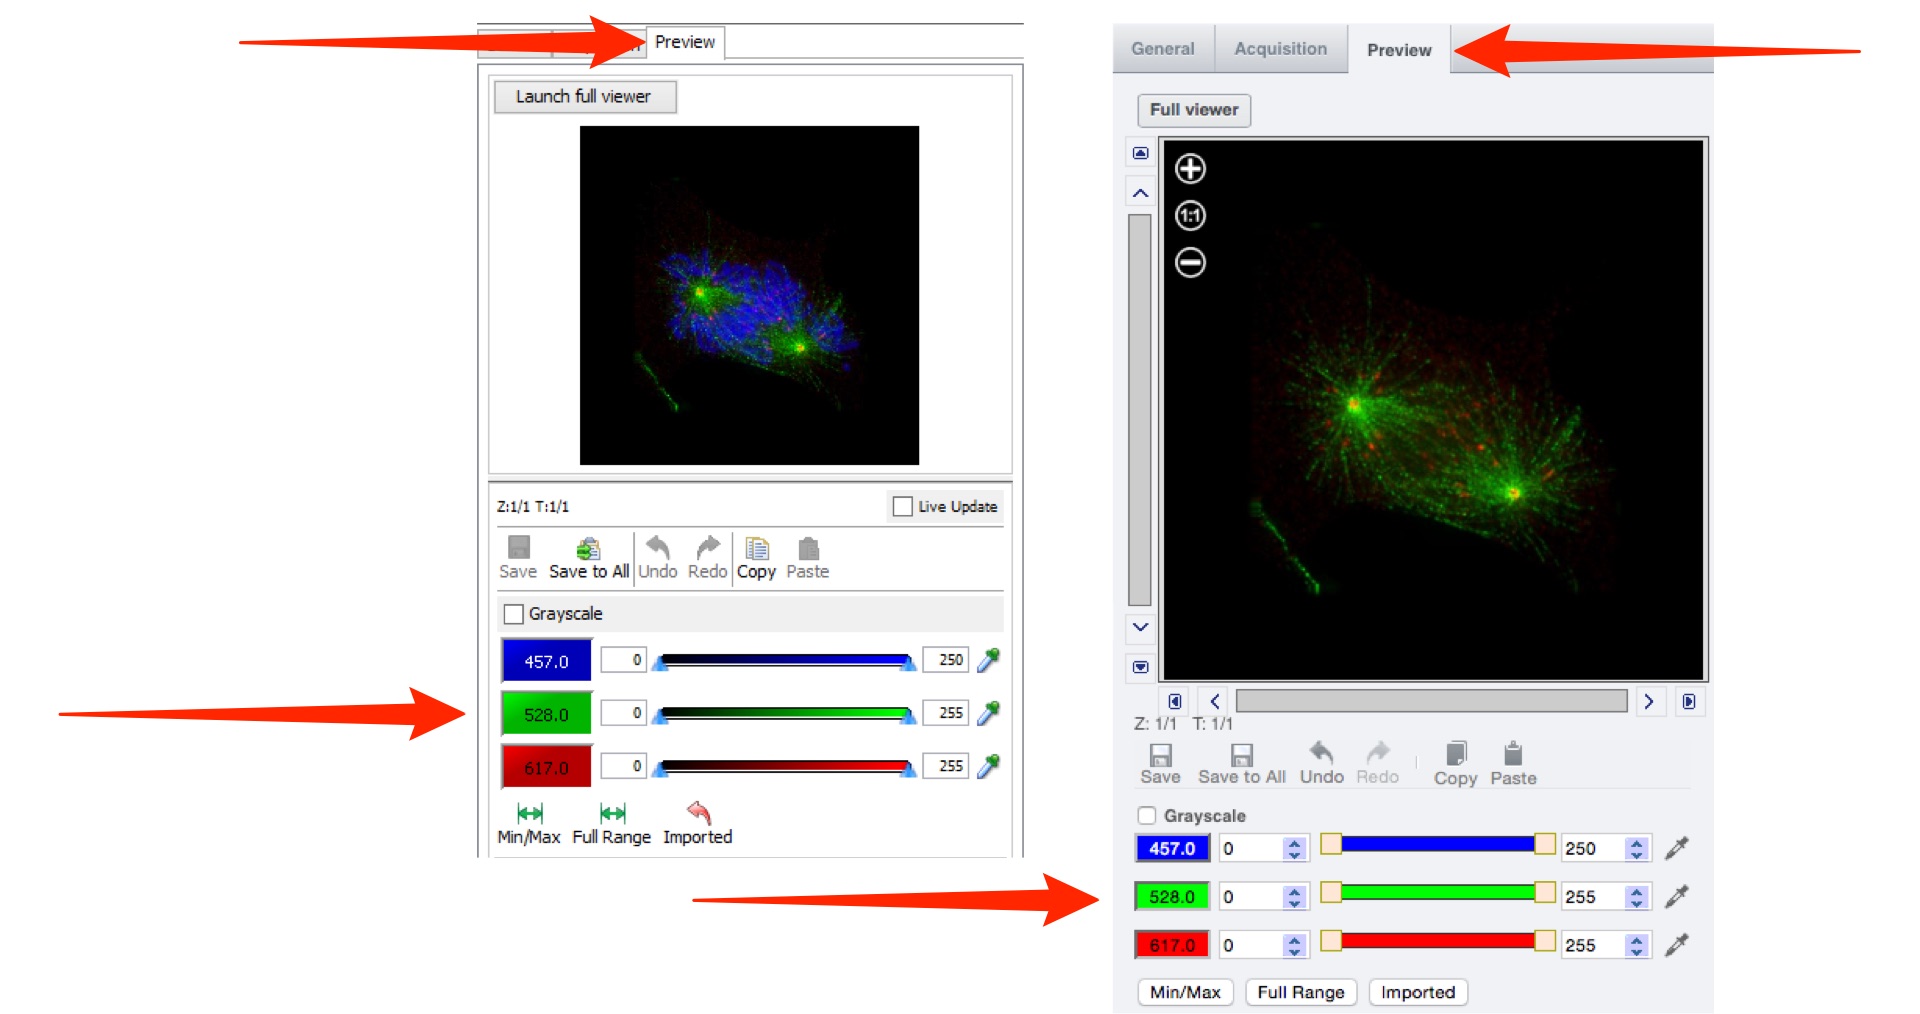 Preview
Launch full viewer
Z:1/1 T:1/1
Live Update
Save Save to All Undo Redo Copy Paste
Grayscale
457.0 0 250
528.0 0 255
617.0 0 255
Min/Max Full Range Imported
General Acquisition Preview
Full viewer
1:1
Z: 1/1 T: 1/1
Save Save to All Undo Redo Copy Paste
Grayscale
457.0 0 250
528.0 0 255
617.0 0 255
Min/Max Full Range Imported